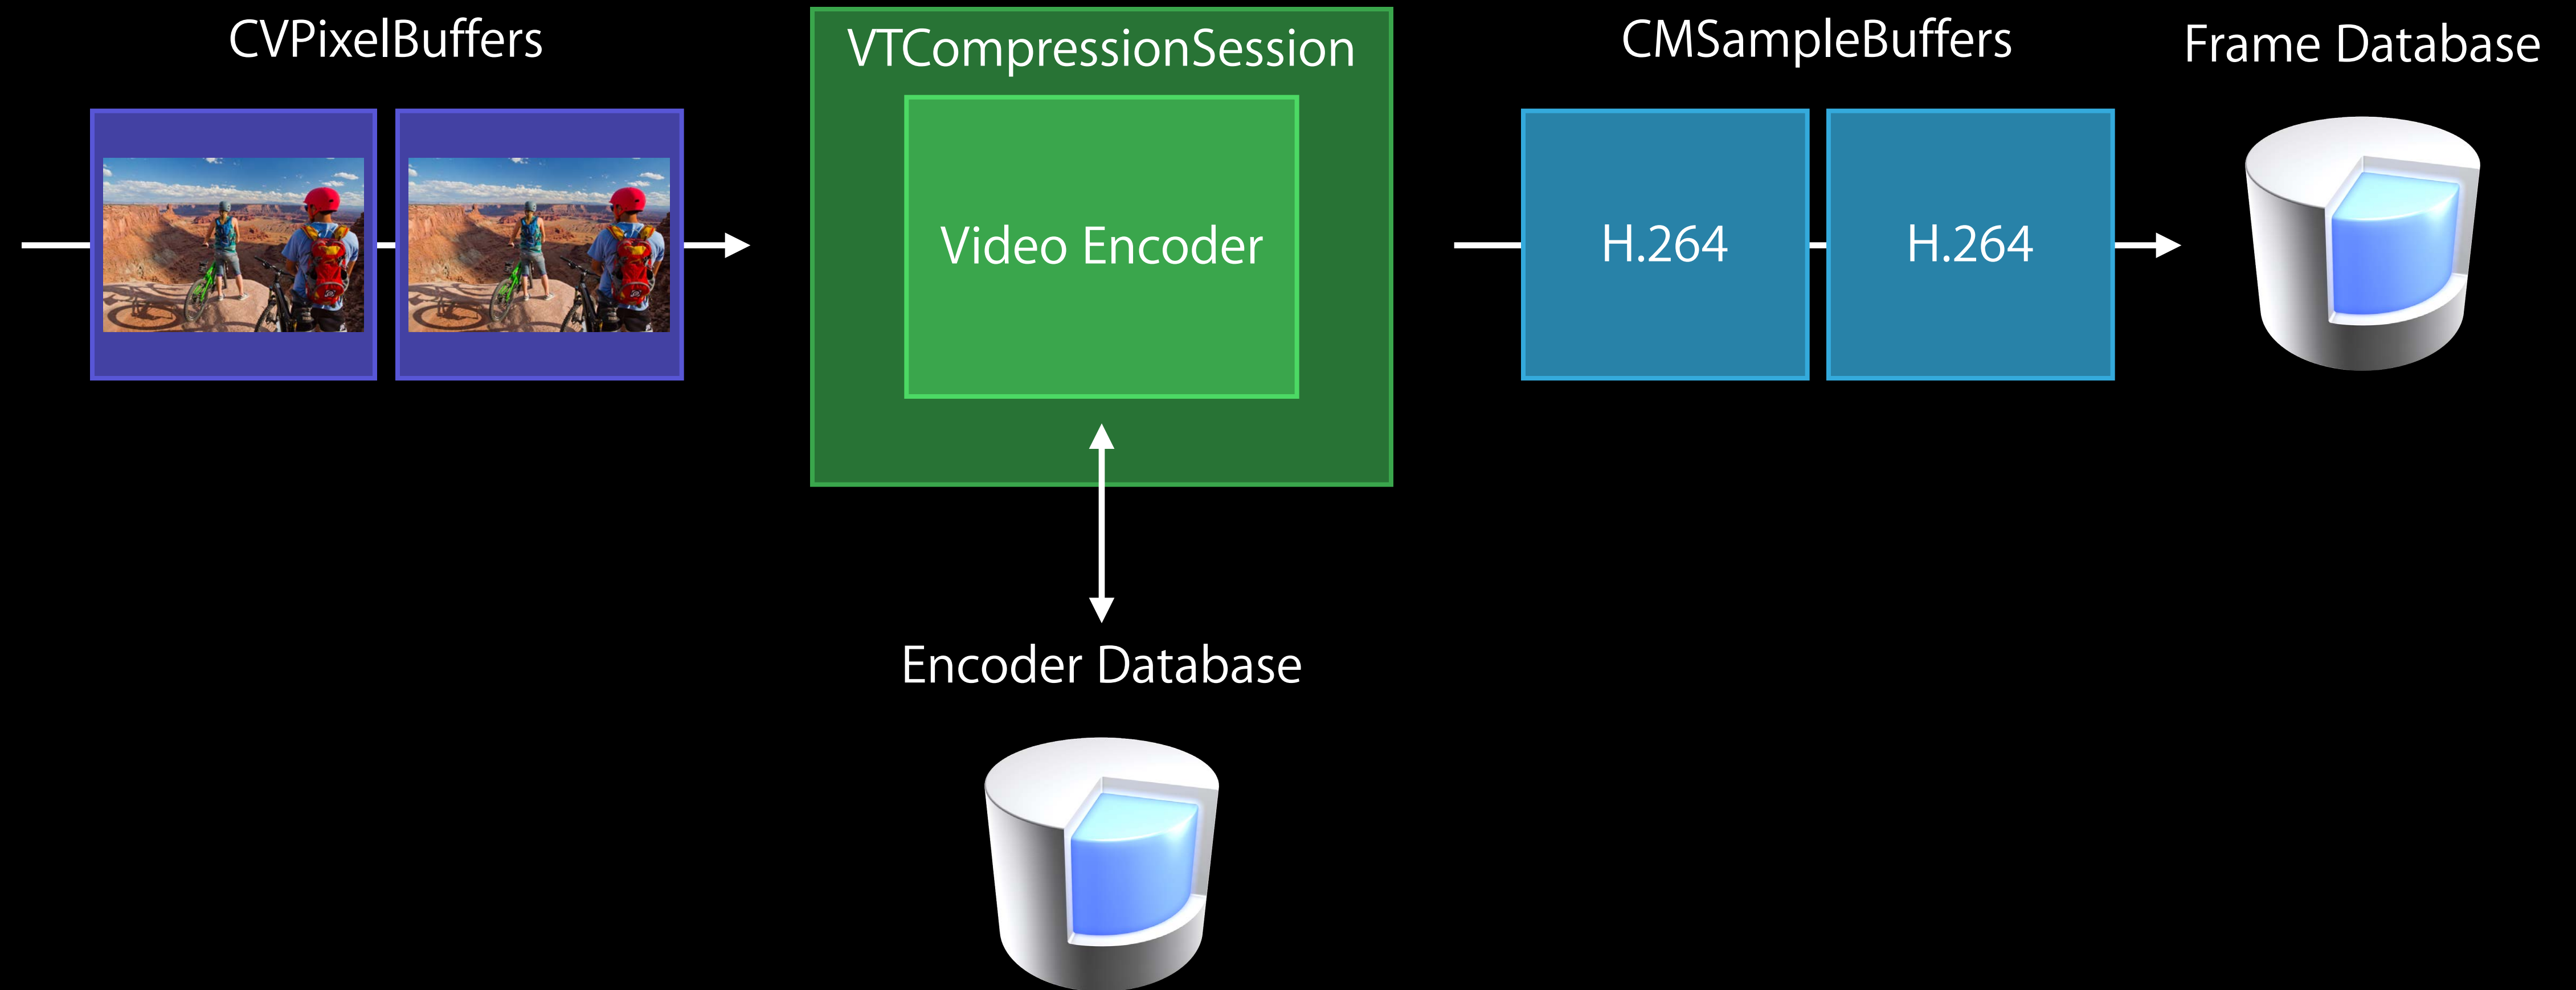 CVPixelBuffers
VTCompressionSession
CMSampleBuffers
Frame Database
Video Encoder
H.264
H.264
Encoder Database